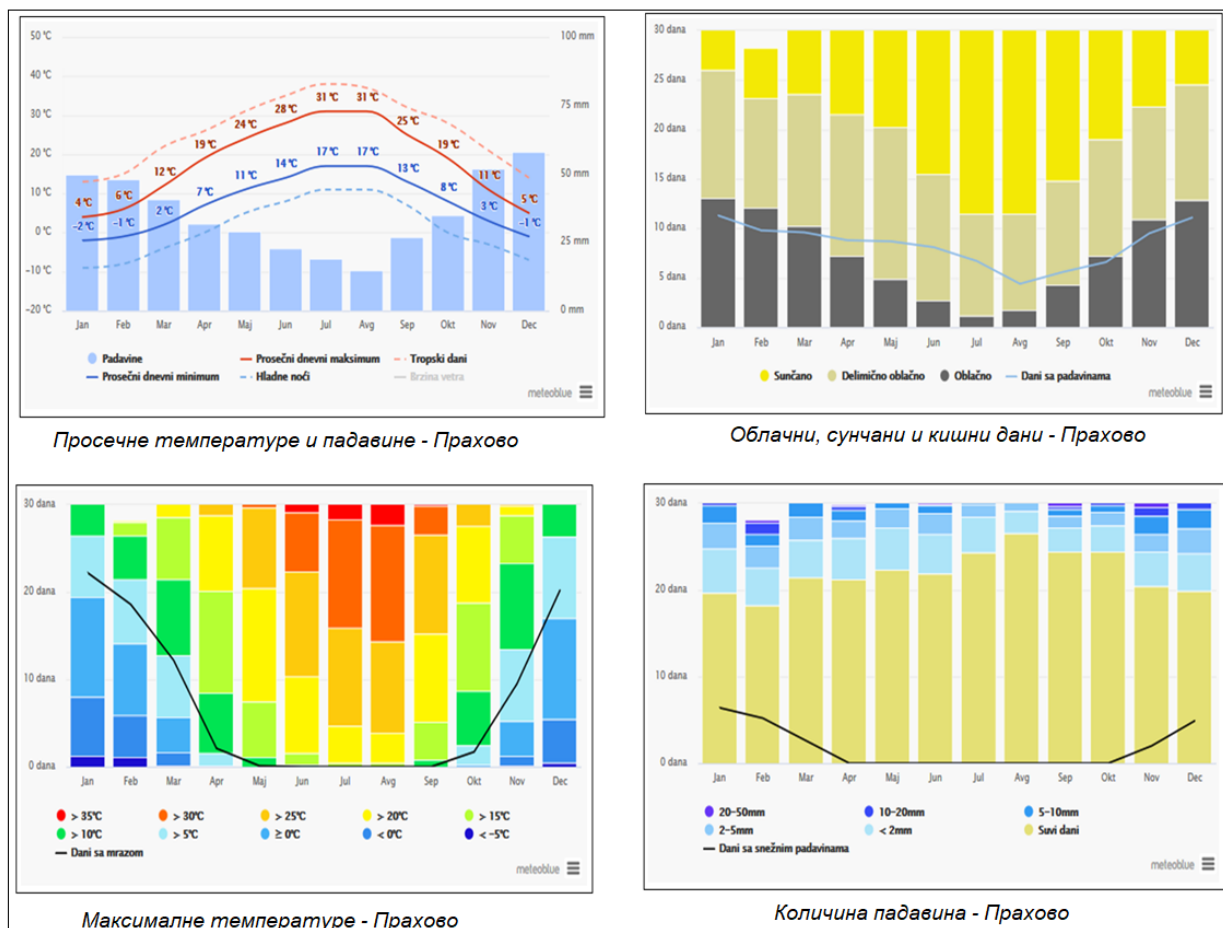 50 °C
100 mm
40 °C
30 °C
75 mm
20 °C
50 mm
10 °C
0 °C
25 mm
-10 °C
-20 °C
0 mm
4 °C 6 °C 12 °C 19 °C 24 °C 28 °C 31 °C 31 °C 25 °C 19 °C 11 °C 5 °C
-2 °C -1 °C 2 °C 7 °C 11 °C 14 °C 17 °C 17 °C 13 °C 8 °C 3 °C -1 °C
Jan Feb Mar Apr Maj Jun Jul Avg Sep Okt Nov Dec
Padavine Prosečni dnevni maksimum Tropski dani
Prosečni dnevni minimum Hladne noći Brzina vetra
meteoblue
Просечне температуре и падавине - Прахово
30 dana
25 dana
20 dana
15 dana
10 dana
5 dana
0 dana
Jan Feb Mar Apr Maj Jun Jul Avg Sep Okt Nov Dec
Sunčano Delimično oblačno Oblačno Dani sa padavinama
meteoblue
Облачни, сунчани и кишни дани - Прахово
30 dana
20 dana
10 dana
0 dana
Jan Feb Mar Apr Maj Jun Jul Avg Sep Okt Nov Dec
> 35°C > 30°C > 25°C > 20°C > 15°C
> 10°C > 5°C ≥ 0°C < 0°C < -5°C
Dani sa mrazom
meteoblue
Максималне температуре - Прахово
30 dana
20 dana
10 dana
0 dana
Jan Feb Mar Apr Maj Jun Jul Avg Sep Okt Nov Dec
20-50mm 10-20mm 5-10mm
2-5mm < 2mm Suvi dani
Dani sa snežnim padavinama
meteoblue
Количина падавина - Прахово